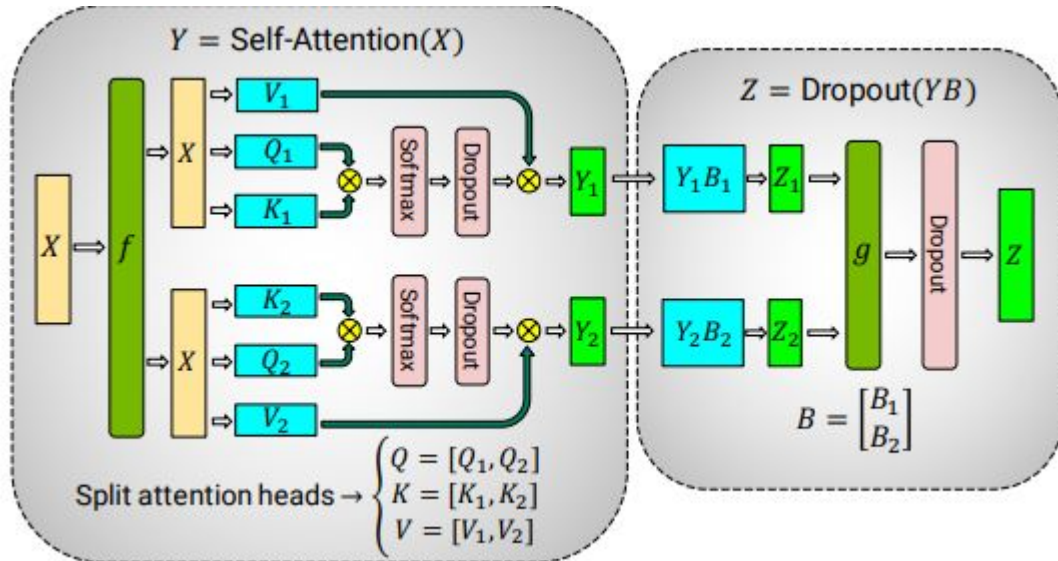 Y = Self-Attention(X)
X
f
X
V₁
Q₁
K₁
⊗
Softmax
Dropout
⊗
Y₁
X
K₂
Q₂
V₂
⊗
Softmax
Dropout
⊗
Y₂
Split attention heads → { Q = [Q₁, Q₂]
K = [K₁, K₂]
V = [V₁, V₂]
Z = Dropout(YB)
Y₁B₁
Z₁
Y₂B₂
Z₂
g
Dropout
Z
B = [B₁
B₂]